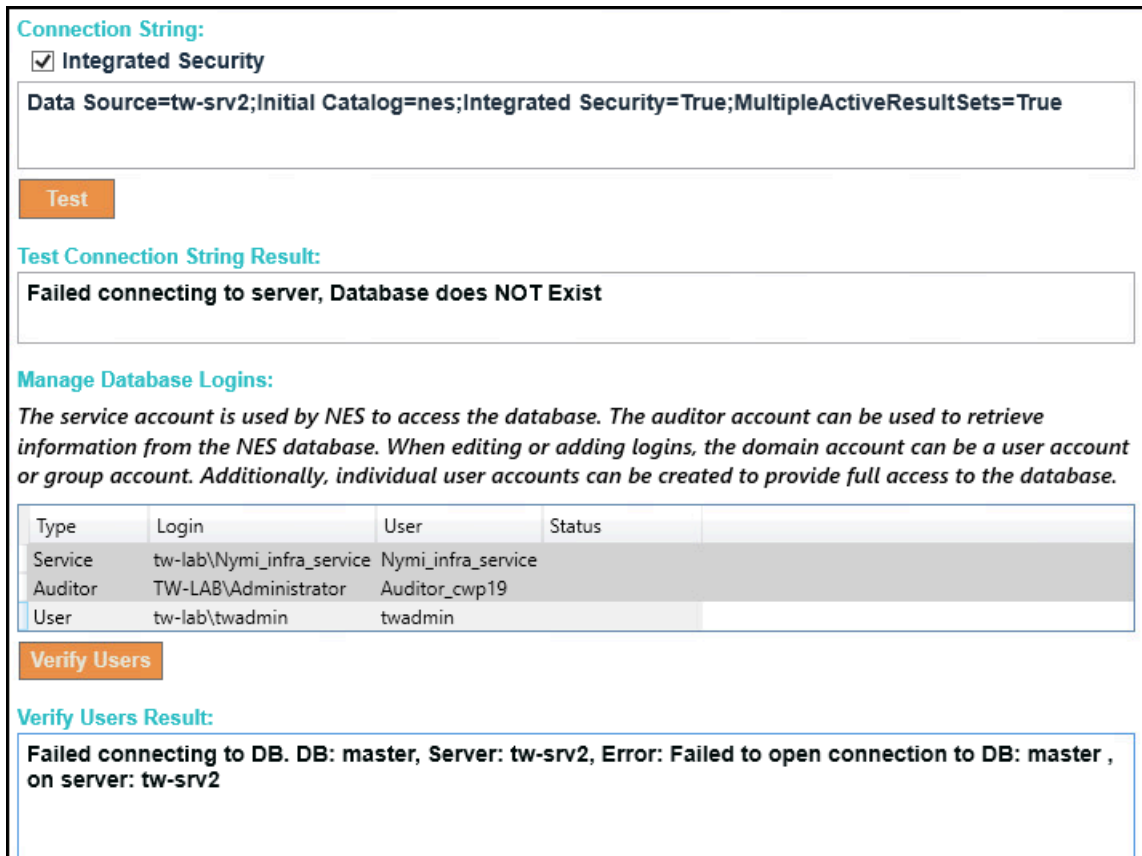 Connection String:
Integrated Security
Data Source=tw-srv2;Initial Catalog=nes;Integrated Security=True;MultipleActiveResultSets=True
Test
Test Connection String Result:
Failed connecting to server, Database does NOT Exist
Manage Database Logins:
The service account is used by NES to access the database. The auditor account can be used to retrieve
information from the NES database. When editing or adding logins, the domain account can be a user account
or group account. Additionally, individual user accounts can be created to provide full access to the database.
Type Login User Status
Service tw-lab\Nymi_infra_service Nymi_infra_service
Auditor TW-LAB\Administrator Auditor_cwp19
User tw-lab\twadmin twadmin
Verify Users
Verify Users Result:
Failed connecting to DB. DB: master, Server: tw-srv2, Error: Failed to open connection to DB: master ,
on server: tw-srv2